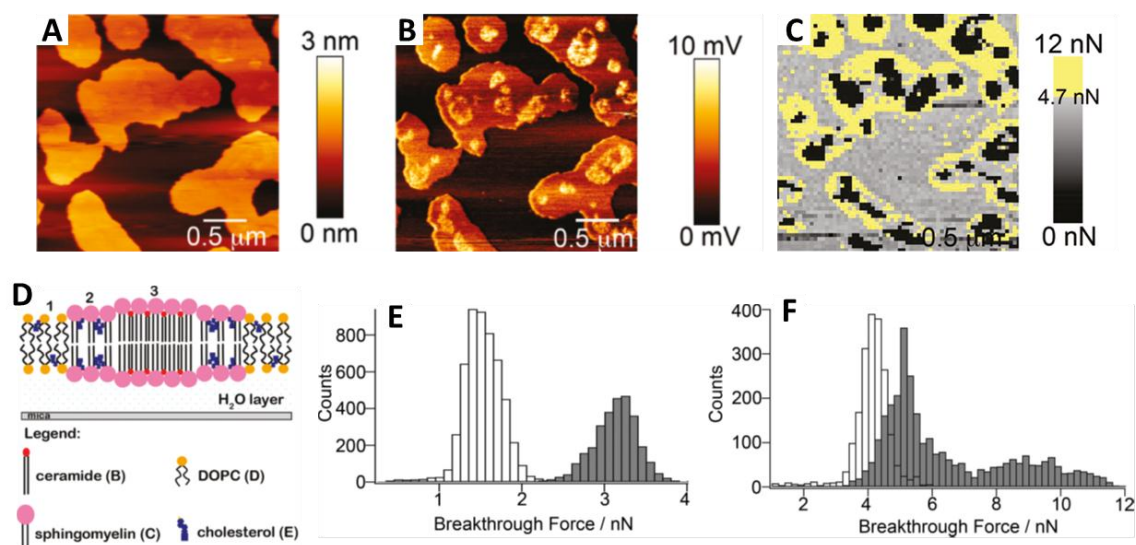 A
3 nm
0 nm
0.5 μm
B
10 mV
0 mV
0.5 μm
C
12 nN
4.7 nN
0 nN
0.5 μm
D
1 2 3
H₂O layer
mica
Legend:
ceramide (B)
DOPC (D)
sphingomyelin (C)
cholesterol (E)
E
Counts
800
600
400
200
0
1 2 3 4
Breakthrough Force / nN
F
Counts
400
300
200
100
0
2 4 6 8 10 12
Breakthrough Force / nN